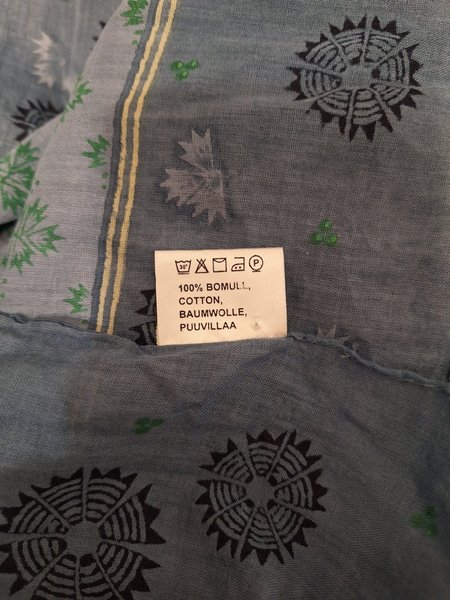 30°
P
100% BOMULL,
COTTON,
BAUMWOLLE,
PUUVILLAA